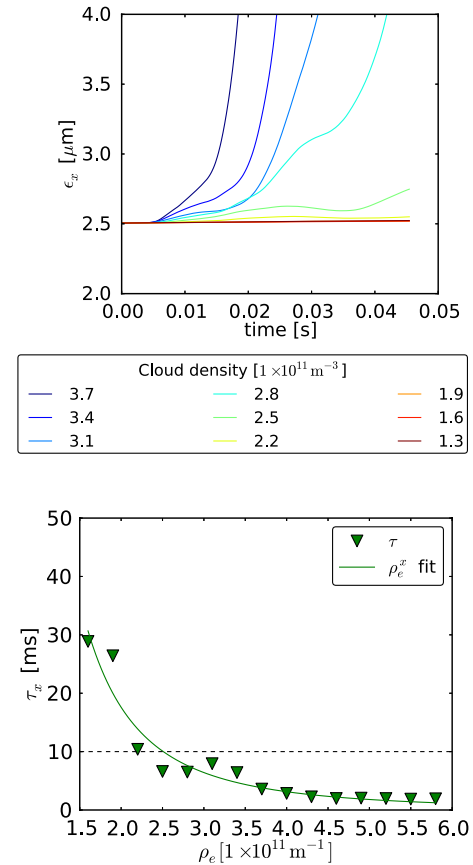 4.0
3.5
3.0
2.5
2.0
ϵ_x [μm]
0.00 0.01 0.02 0.03 0.04 0.05
time [s]
Cloud density [1 ×10¹¹ m⁻³]
3.7 2.8 1.9
3.4 2.5 1.6
3.1 2.2 1.3
50
40
30
20
10
0
τ_x [ms]
τ
ρ_e^x fit
1.5 2.0 2.5 3.0 3.5 4.0 4.5 5.0 5.5 6.0
ρ_e [1 ×10¹¹ m⁻¹]